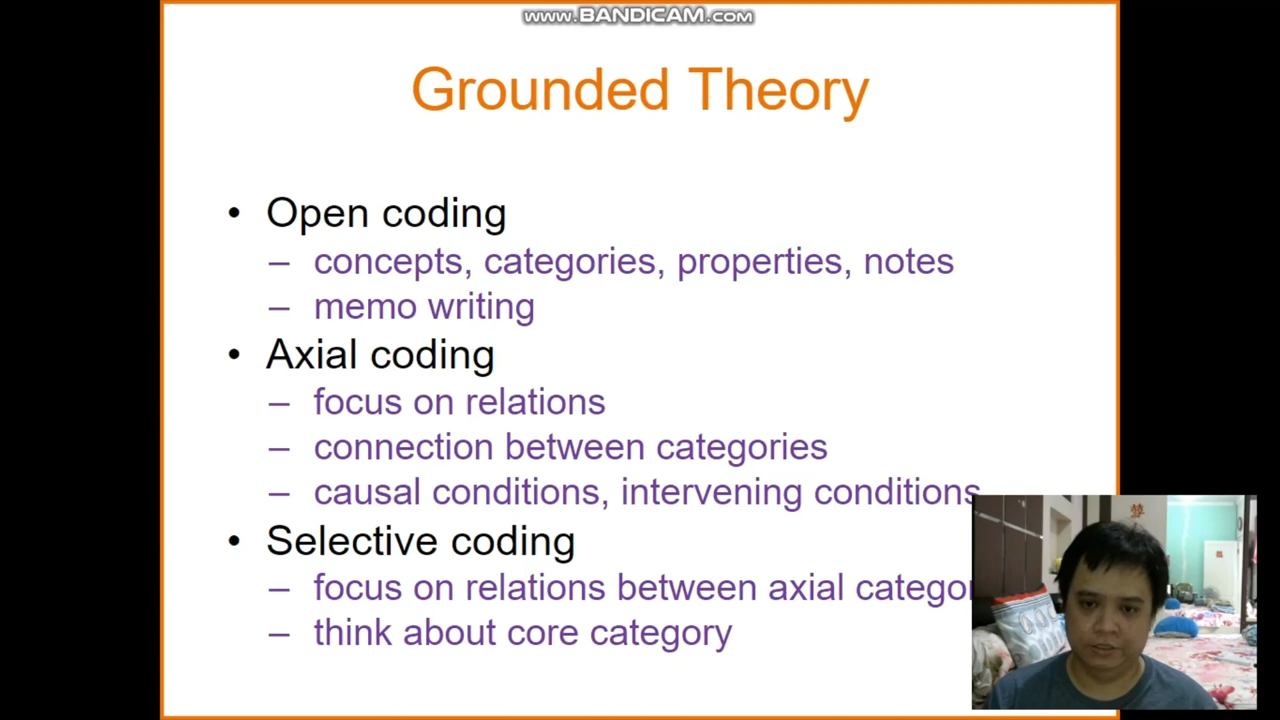 www.BANDICAM.com
Grounded Theory
• Open coding
– concepts, categories, properties, notes
– memo writing
• Axial coding
– focus on relations
– connection between categories
– causal conditions, intervening conditions
• Selective coding
– focus on relations between axial
– think about core category